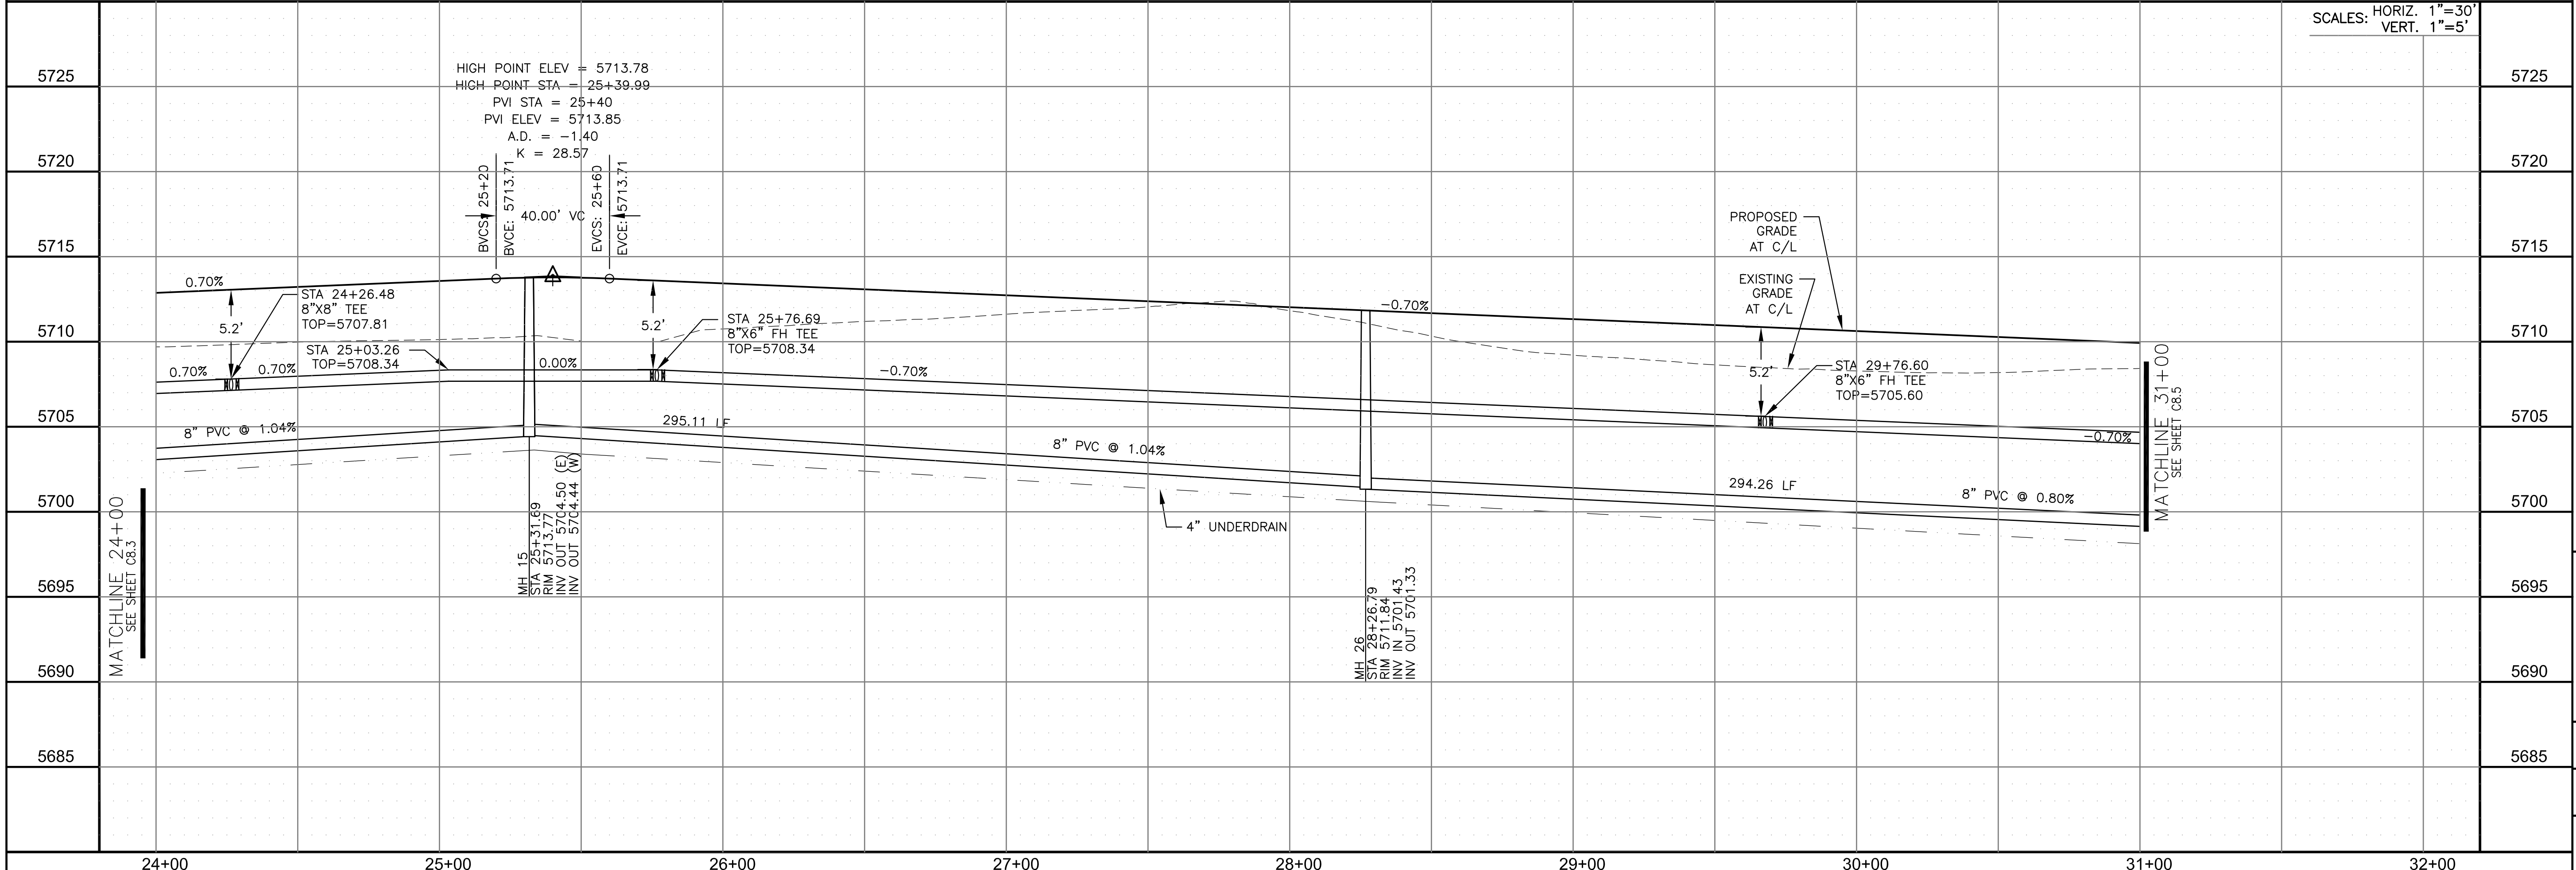 SCALES: HORIZ. 1"=30'
VERT. 1"=5'
5725
5720
5715
5710
5705
5700
5695
5690
5685
HIGH POINT ELEV = 5713.78
HIGH POINT STA = 25+39.99
PVI STA = 25+40
PVI ELEV = 5713.85
A.D. = -1.40
K = 28.57
BVCS: 25+20
BVCE: 5713.71
40.00' VC
EVCS: 25+60
EVCE: 5713.71
0.70%
5.2'
STA 24+26.48
8"X8" TEE
TOP=5707.81
STA 25+03.26
TOP=5708.34
0.70%
0.70%
0.00%
5.2'
STA 25+76.69
8"X6" FH TEE
TOP=5708.34
-0.70%
-0.70%
PROPOSED
GRADE
AT C/L
EXISTING
GRADE
AT C/L
5.2'
STA 29+76.60
8"X6" FH TEE
TOP=5705.60
-0.70%
8" PVC @ 1.04%
295.11 LF
8" PVC @ 1.04%
294.26 LF
8" PVC @ 0.80%
4" UNDERDRAIN
MH 15
STA 25+31.69
RIM 5713.77
INV OUT 5704.50 (E)
INV OUT 5704.44 (W)
MH 26
STA 28+26.79
RIM 5711.84
INV IN 5701.43
INV OUT 5701.33
MATCHLINE 24+00
SEE SHEET C8.3
MATCHLINE 31+00
SEE SHEET C8.5
5725
5720
5715
5710
5705
5700
5695
5690
5685
24+00 25+00 26+00 27+00 28+00 29+00 30+00 31+00 32+00